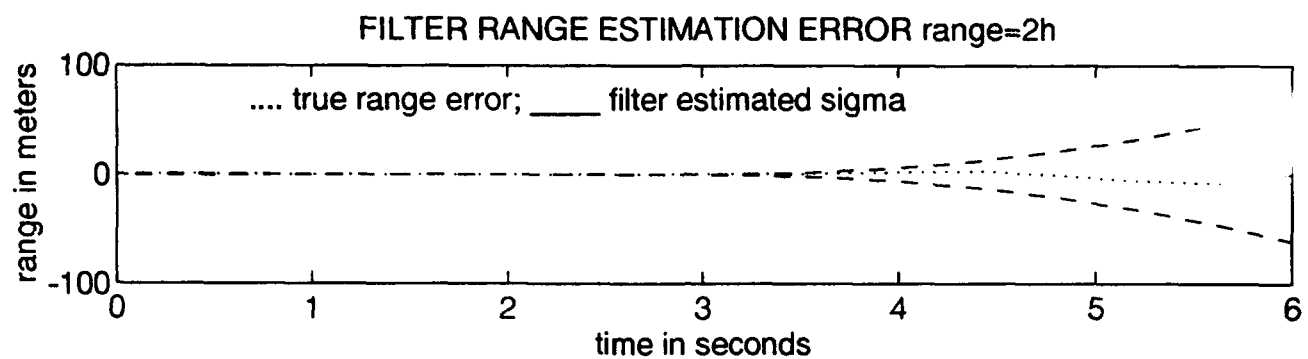 FILTER RANGE ESTIMATION ERROR range=2h
100
0
-100
range in meters
.... true range error; ____ filter estimated sigma
0 1 2 3 4 5 6
time in seconds